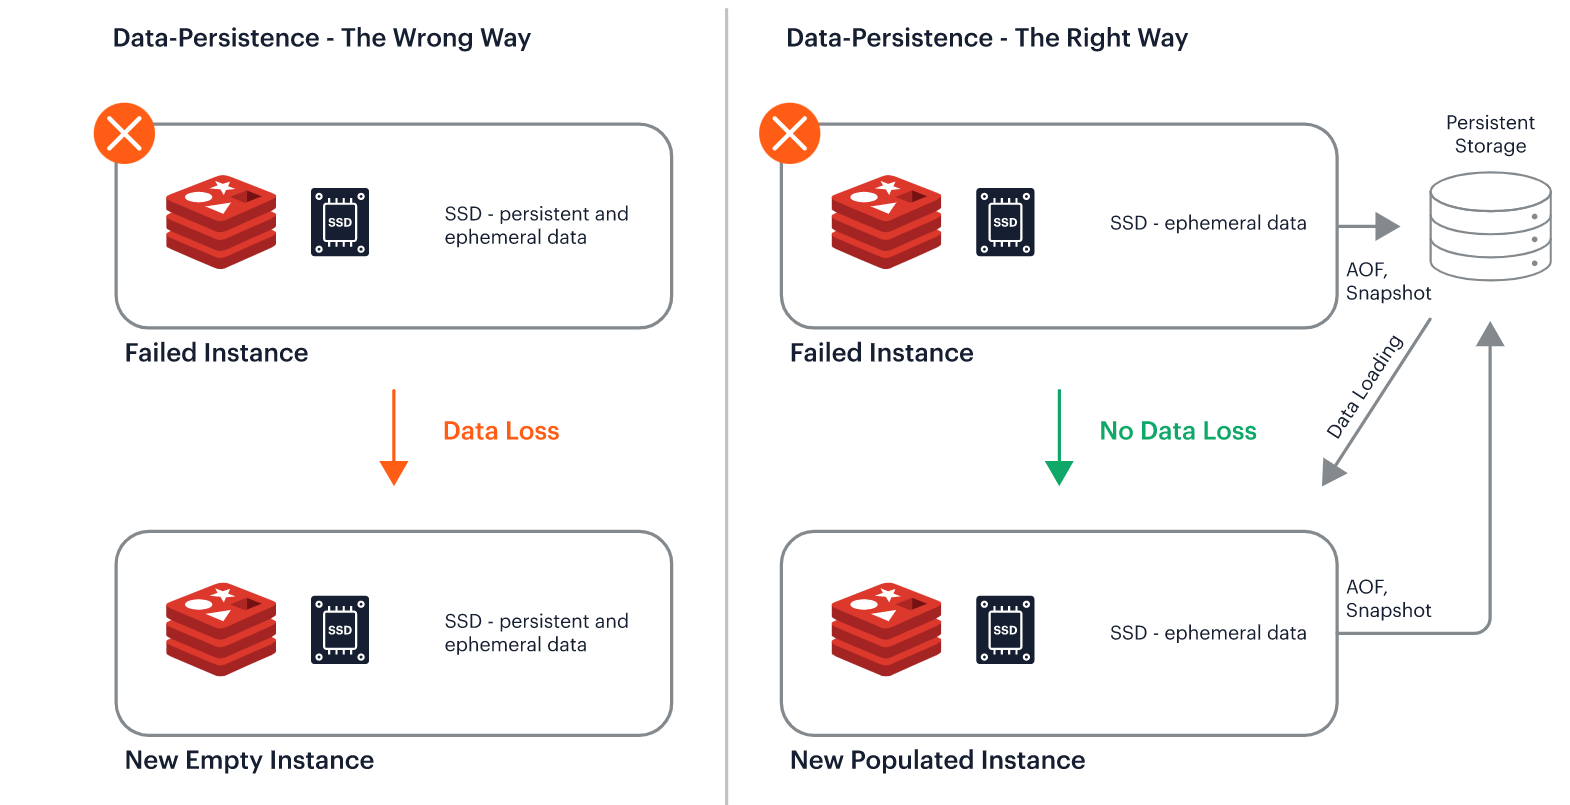 Data-Persistence - The Wrong Way
SSD
SSD - persistent and
ephemeral data
Failed Instance
Data Loss
SSD
SSD - persistent and
ephemeral data
New Empty Instance
Data-Persistence - The Right Way
Persistent
Storage
SSD
SSD - ephemeral data
AOF,
Snapshot
Failed Instance
No Data Loss
Data Loading
SSD
SSD - ephemeral data
AOF,
Snapshot
New Populated Instance